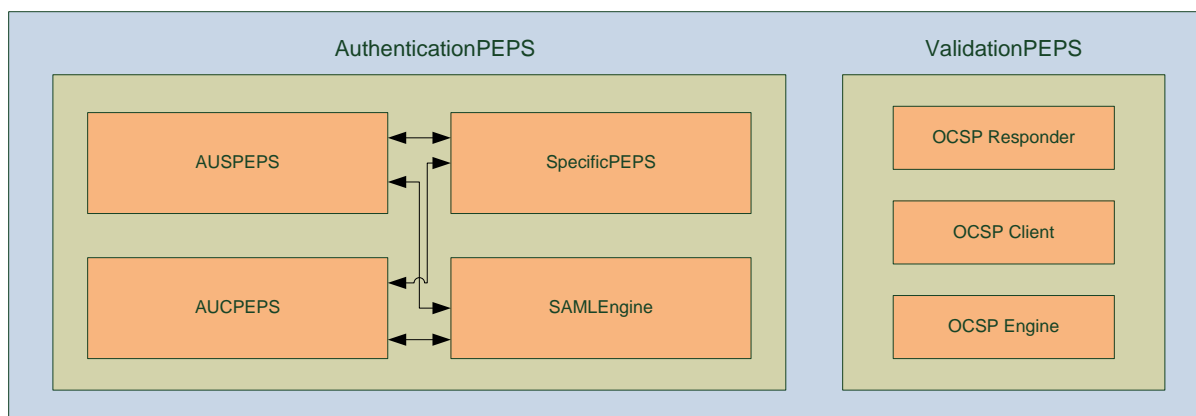 AuthenticationPEPS
AUSPEPS
SpecificPEPS
AUCPEPS
SAMLEngine
ValidationPEPS
OCSP Responder
OCSP Client
OCSP Engine